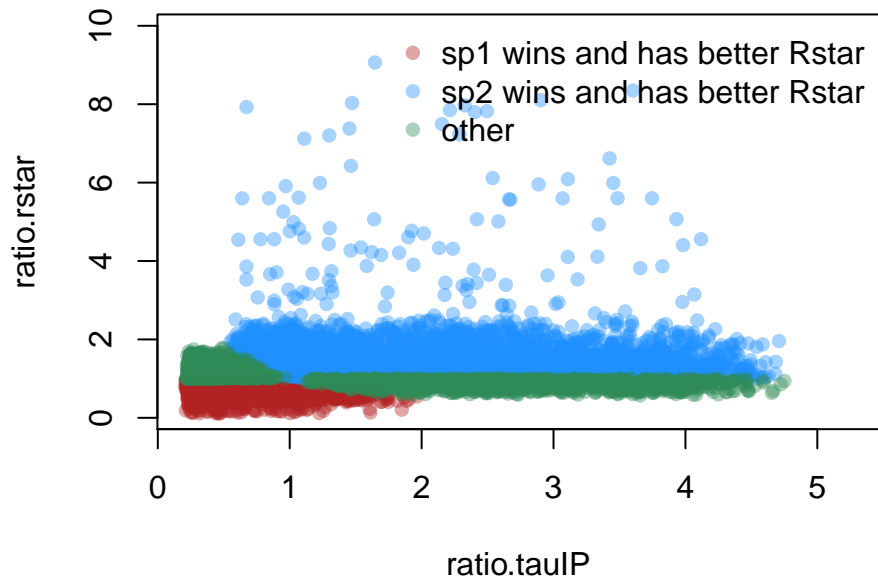 sp1 wins and has better Rstar
sp2 wins and has better Rstar
other
ratio.rstar
10
8
6
4
2
0
0 1 2 3 4 5
ratio.tauIP